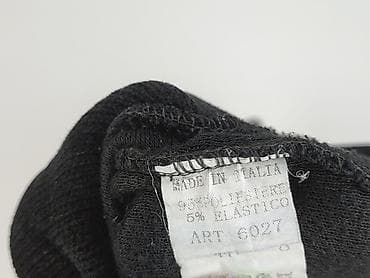 MADE IN ITALIA
95% POLIESTERE
5% ELASTICO
ART 6027